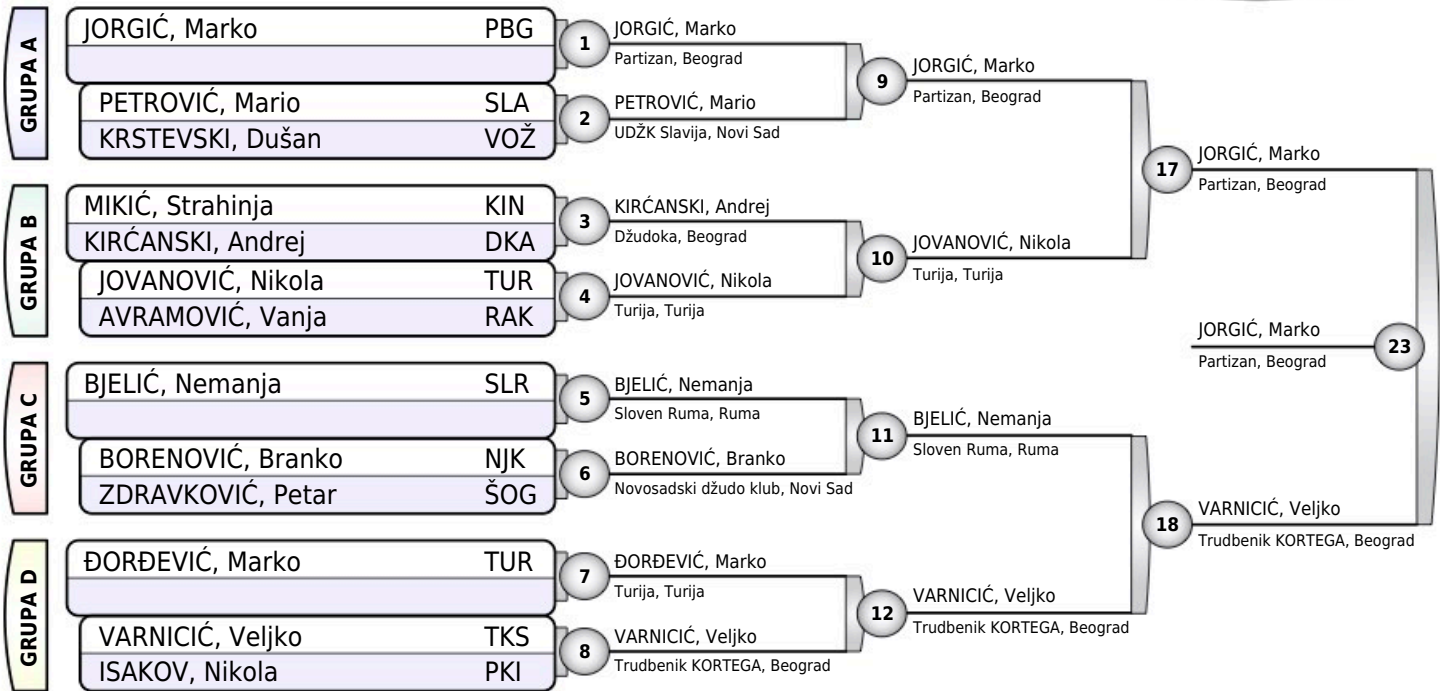 GRUPA A
JORGIĆ, Marko PBG
PETROVIĆ, Mario SLA
KRSTEVSKI, Dušan VOŽ
GRUPA B
MIKIĆ, Strahinja KIN
KIRĆANSKI, Andrej DKA
JOVANOVIĆ, Nikola TUR
AVRAMOVIĆ, Vanja RAK
GRUPA C
BJELIĆ, Nemanja SLR
BORENOVIĆ, Branko NJK
ZDRAVKOVIĆ, Petar ŠOG
GRUPA D
ĐORĐEVIĆ, Marko TUR
VARNICIĆ, Veljko TKS
ISAKOV, Nikola PKI
1
JORGIĆ, Marko
Partizan, Beograd
2
PETROVIĆ, Mario
UDŽK Slavija, Novi Sad
3
KIRĆANSKI, Andrej
Džudoka, Beograd
4
JOVANOVIĆ, Nikola
Turija, Turija
5
BJELIĆ, Nemanja
Sloven Ruma, Ruma
6
BORENOVIĆ, Branko
Novosadski džudo klub, Novi Sad
7
ĐORĐEVIĆ, Marko
Turija, Turija
8
VARNICIĆ, Veljko
Trudbenik KORTEGA, Beograd
9
JORGIĆ, Marko
Partizan, Beograd
10
JOVANOVIĆ, Nikola
Turija, Turija
11
BJELIĆ, Nemanja
Sloven Ruma, Ruma
12
VARNICIĆ, Veljko
Trudbenik KORTEGA, Beograd
17
JORGIĆ, Marko
Partizan, Beograd
18
VARNICIĆ, Veljko
Trudbenik KORTEGA, Beograd
JORGIĆ, Marko
Partizan, Beograd
23